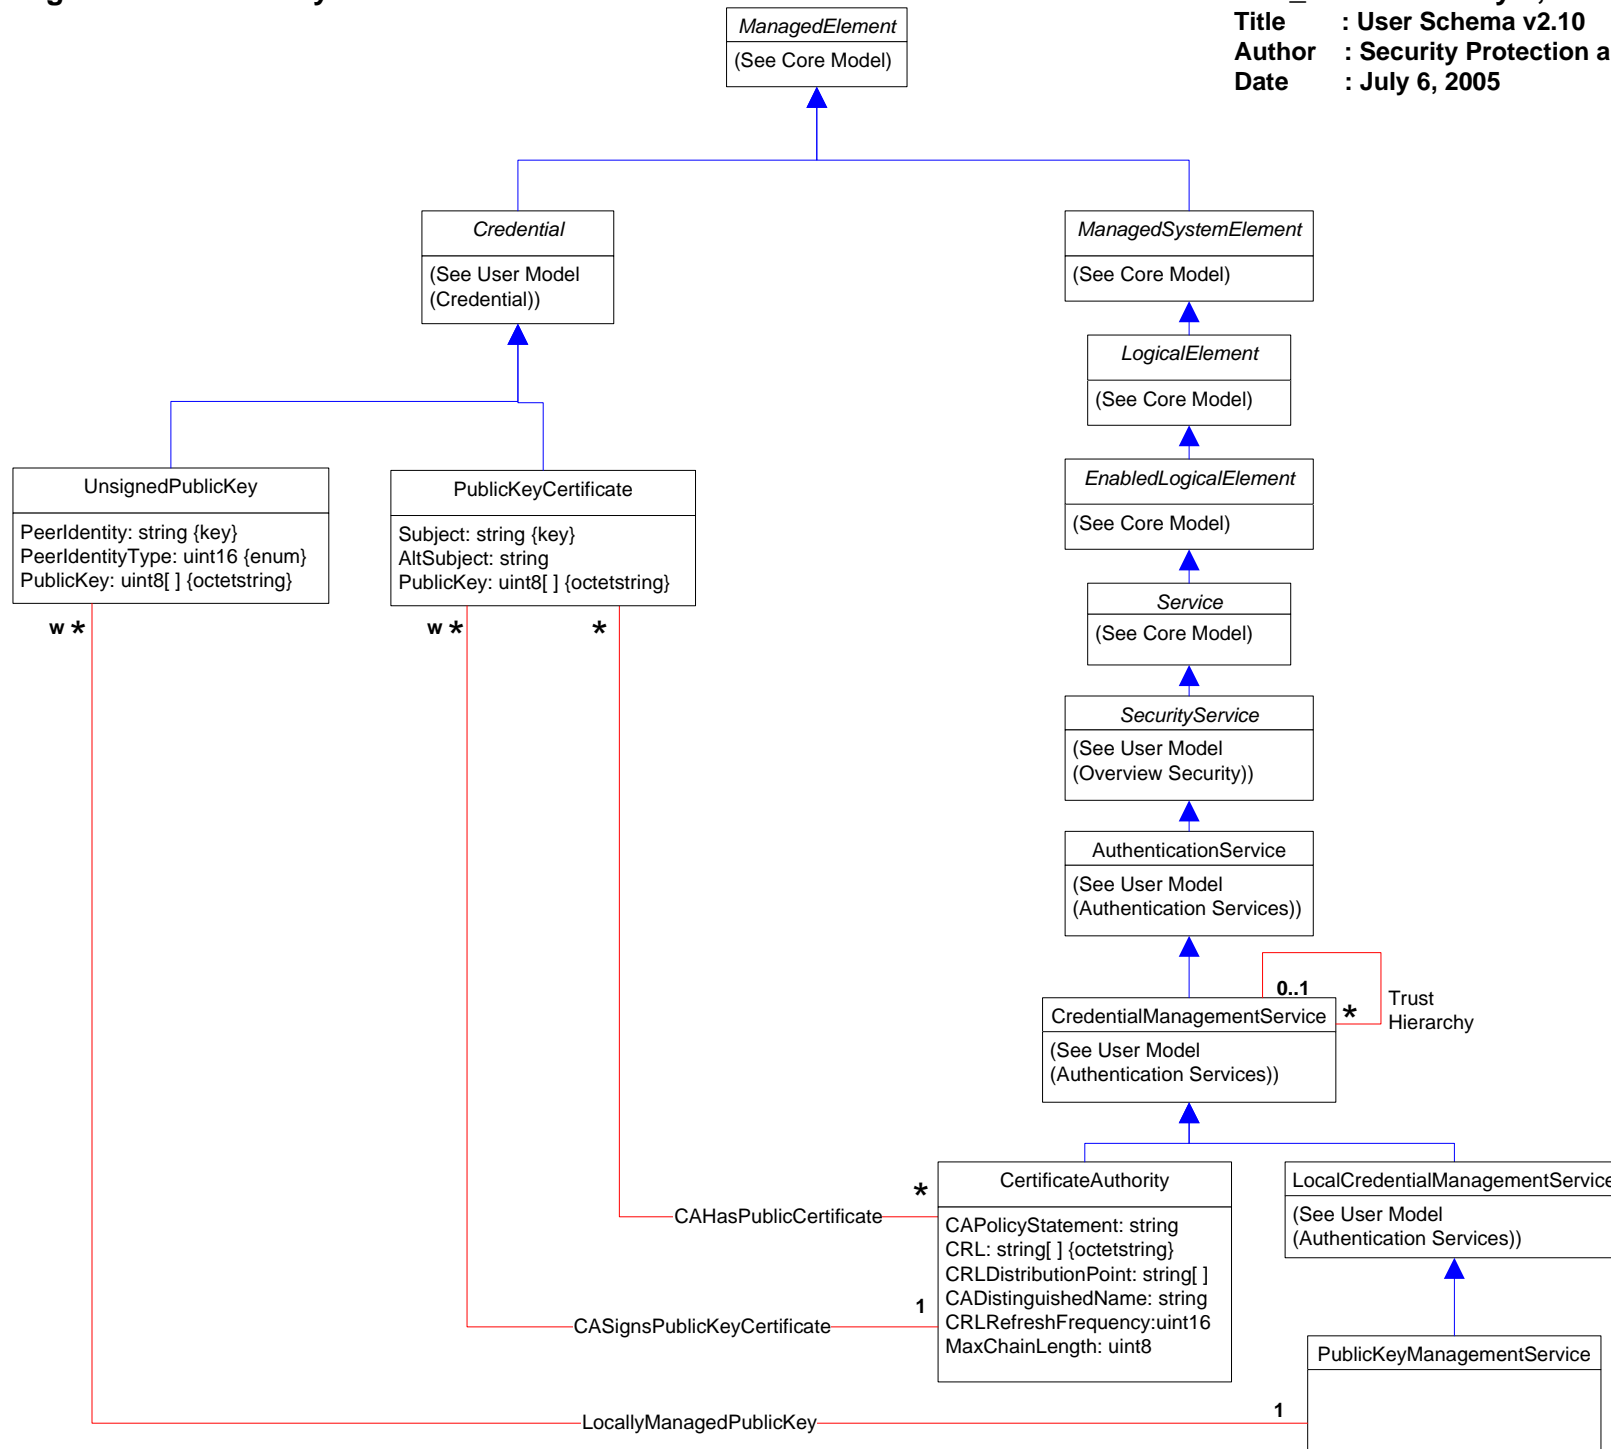 Title : User Schema v2.10
Author : Security Protection a
Date : July 6, 2005
ManagedElement
(See Core Model)
Credential
(See User Model
(Credential))
ManagedSystemElement
(See Core Model)
LogicalElement
(See Core Model)
EnabledLogicalElement
(See Core Model)
UnsignedPublicKey
PeerIdentity: string {key}
PeerIdentityType: uint16 {enum}
PublicKey: uint8[ ] {octetstring}
PublicKeyCertificate
Subject: string {key}
AltSubject: string
PublicKey: uint8[ ] {octetstring}
w *
w *
*
Service
(See Core Model)
SecurityService
(See User Model
(Overview Security))
AuthenticationService
(See User Model
(Authentication Services))
0..1
*
Trust
Hierarchy
CredentialManagementService
(See User Model
(Authentication Services))
CertificateAuthority
CAPolicyStatement: string
CRL: string[ ] {octetstring}
CRLDistributionPoint: string[ ]
CADistinguishedName: string
CRLRefreshFrequency:uint16
MaxChainLength: uint8
LocalCredentialManagementService
(See User Model
(Authentication Services))
*
CAHasPublicCertificate
1
CASignsPublicKeyCertificate
PublicKeyManagementService
1
LocallyManagedPublicKey